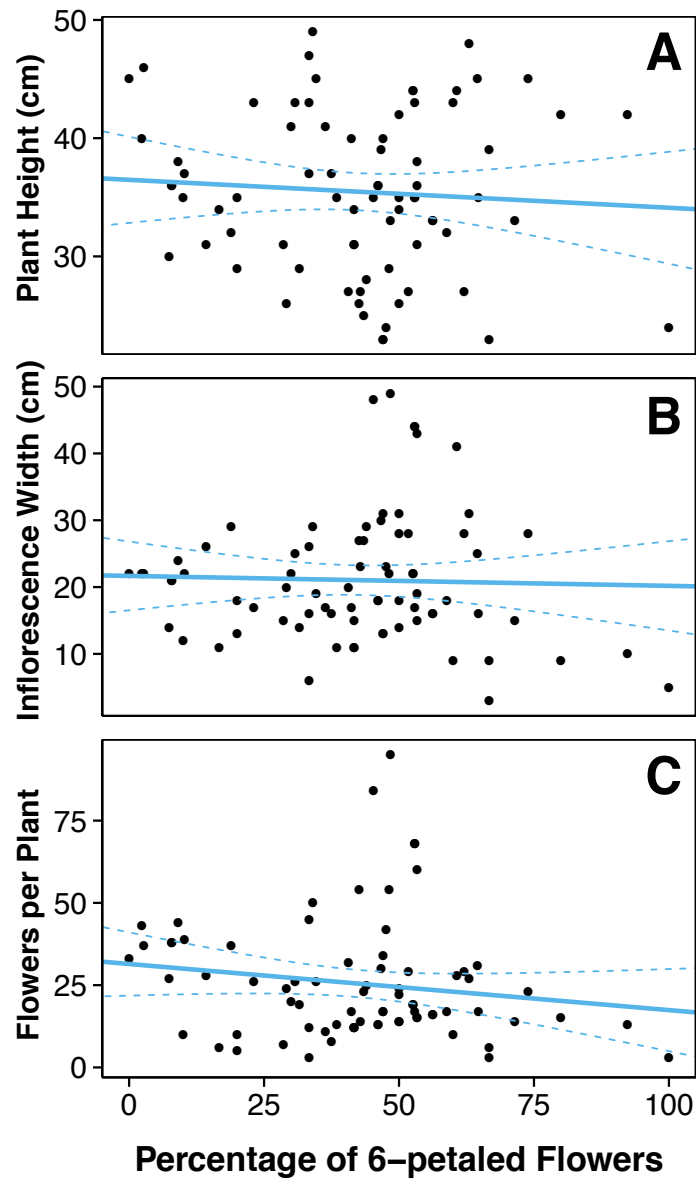 A
Plant Height (cm)
50
40
30
B
Inflorescence Width (cm)
50
40
30
20
10
C
Flowers per Plant
75
50
25
0
0 25 50 75 100
Percentage of 6−petaled Flowers